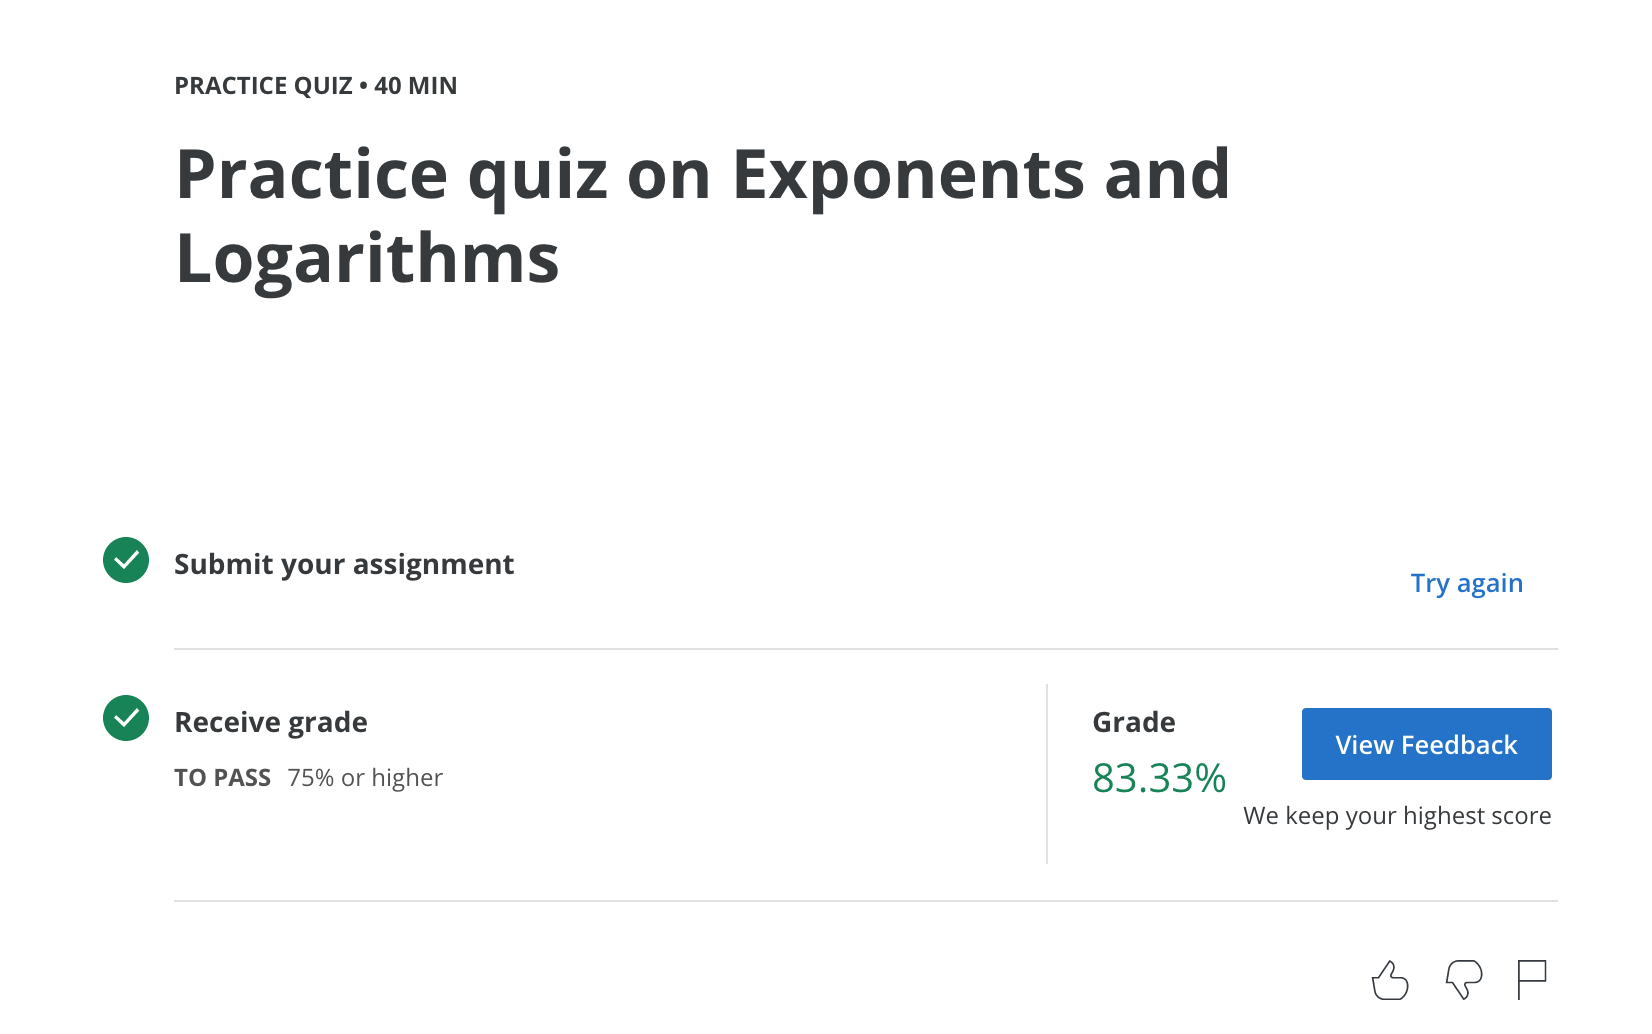 PRACTICE QUIZ • 40 MIN
Practice quiz on Exponents and
Logarithms
Submit your assignment
Try again
Receive grade
TO PASS 75% or higher
Grade
83.33%
View Feedback
We keep your highest score